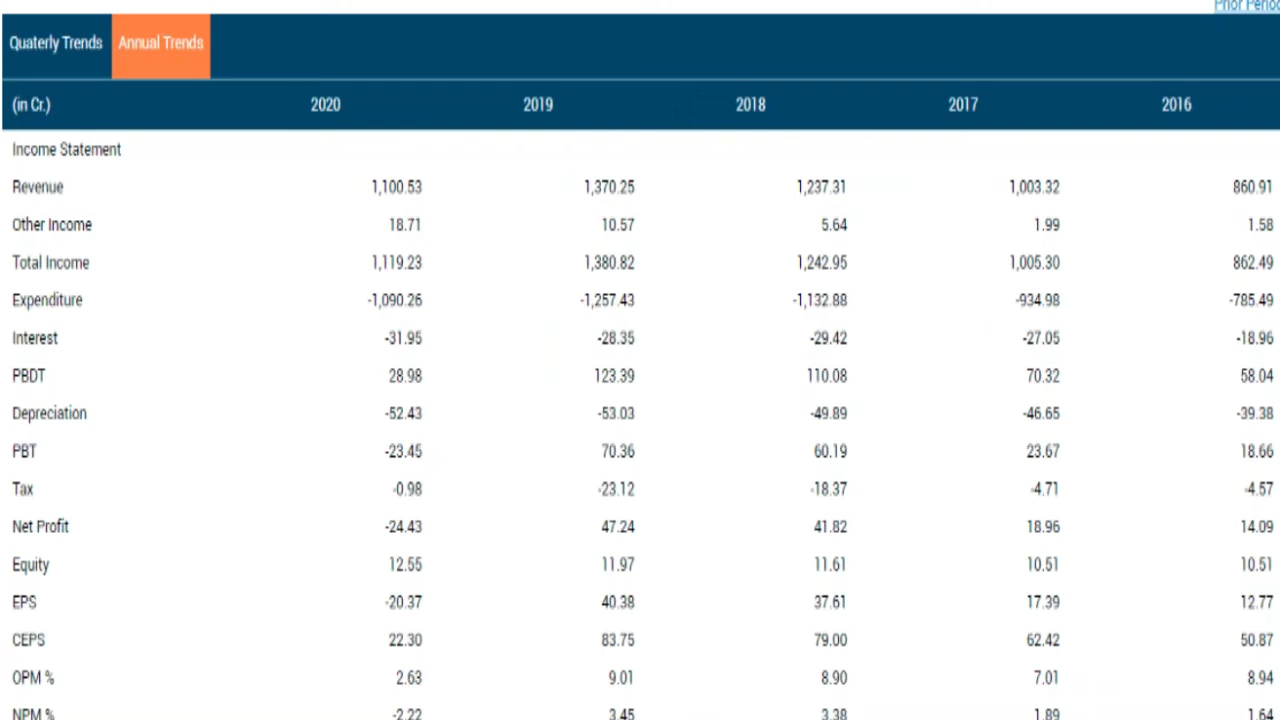 Prior Period
Quaterly Trends Annual Trends
(in Cr.) 2020 2019 2018 2017 2016
Income Statement
Revenue 1,100.53 1,370.25 1,237.31 1,003.32 860.91
Other Income 18.71 10.57 5.64 1.99 1.58
Total Income 1,119.23 1,380.82 1,242.95 1,005.30 862.49
Expenditure -1,090.26 -1,257.43 -1,132.88 -934.98 -785.49
Interest -31.95 -28.35 -29.42 -27.05 -18.96
PBDT 28.98 123.39 110.08 70.32 58.04
Depreciation -52.43 -53.03 -49.89 -46.65 -39.38
PBT -23.45 70.36 60.19 23.67 18.66
Tax -0.98 -23.12 -18.37 -4.71 -4.57
Net Profit -24.43 47.24 41.82 18.96 14.09
Equity 12.55 11.97 11.61 10.51 10.51
EPS -20.37 40.38 37.61 17.39 12.77
CEPS 22.30 83.75 79.00 62.42 50.87
OPM % 2.63 9.01 8.90 7.01 8.94
NPM % -2.22 3.45 3.38 1.89 1.64